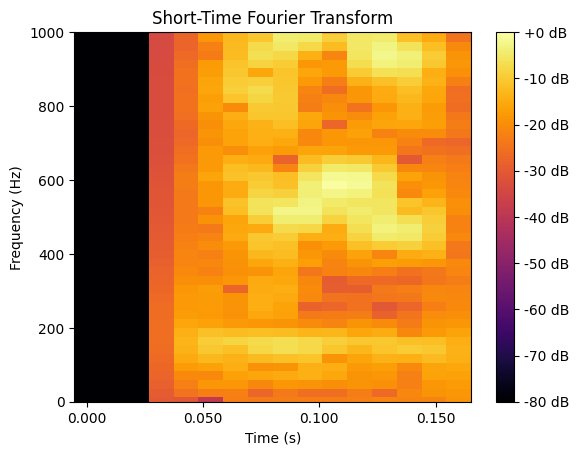 Short-Time Fourier Transform
Frequency (Hz)
1000
800
600
400
200
0
0.000
0.050
0.100
0.150
Time (s)
+0 dB
-10 dB
-20 dB
-30 dB
-40 dB
-50 dB
-60 dB
-70 dB
-80 dB